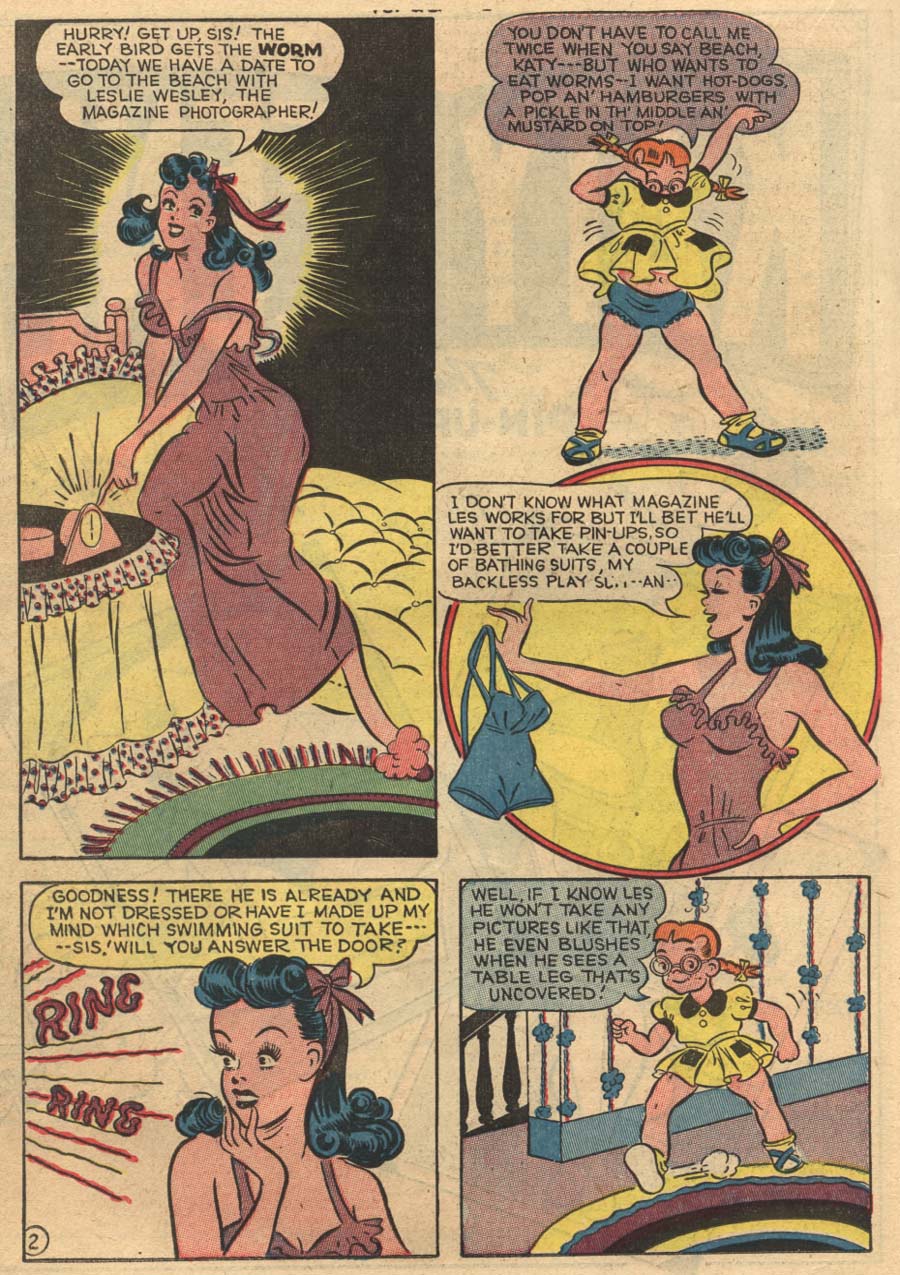 HURRY! GET UP, SIS! THE
EARLY BIRD GETS THE WORM
--TODAY WE HAVE A DATE TO
GO TO THE BEACH WITH
LESLIE WESLEY, THE
MAGAZINE PHOTOGRAPHER!
YOU DON'T HAVE TO CALL ME
TWICE WHEN YOU SAY BEACH,
KATY---BUT WHO WANTS TO
EAT WORMS--I WANT HOT-DOGS,
POP AN' HAMBURGERS WITH
A PICKLE IN TH' MIDDLE AN'
MUSTARD ON TOP!
I DON'T KNOW WHAT MAGAZINE
LES WORKS FOR BUT I'LL BET HE'LL
WANT TO TAKE PIN-UPS, SO
I'D BETTER TAKE A COUPLE
OF BATHING SUITS, MY
BACKLESS PLAY --AN--
GOODNESS! THERE HE IS ALREADY AND
I'M NOT DRESSED OR HAVE I MADE UP MY
MIND WHICH SWIMMING SUIT TO TAKE----
----SIS! WILL YOU ANSWER THE DOOR?
RING
RING
WELL, IF I KNOW LES
HE WON'T TAKE ANY
PICTURES LIKE THAT,
HE EVEN BLUSHES
WHEN HE SEES A
TABLE LEG THAT'S
UNCOVERED!
2